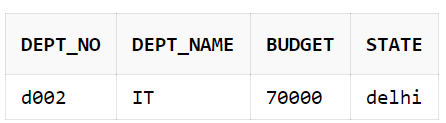 DEPT_NO DEPT_NAME BUDGET STATE
d002 IT 70000 delhi